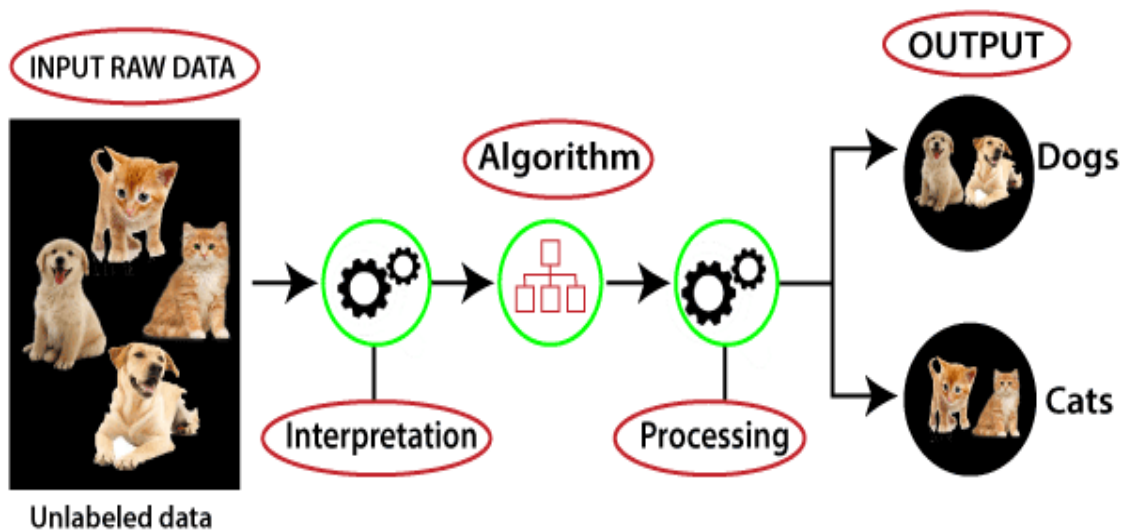 INPUT RAW DATA
OUTPUT
Algorithm
Dogs
Interpretation
Processing
Cats
Unlabeled data